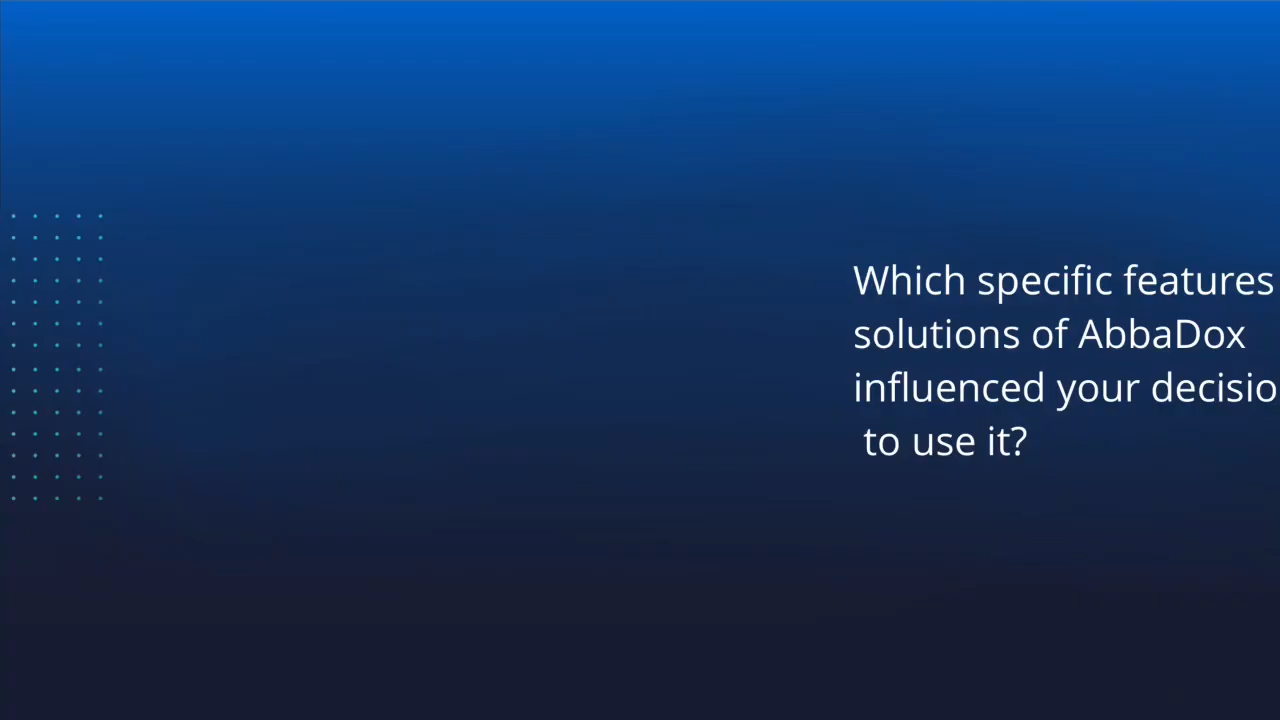 Which specific features
solutions of AbbaDox
influenced your decisio
to use it?